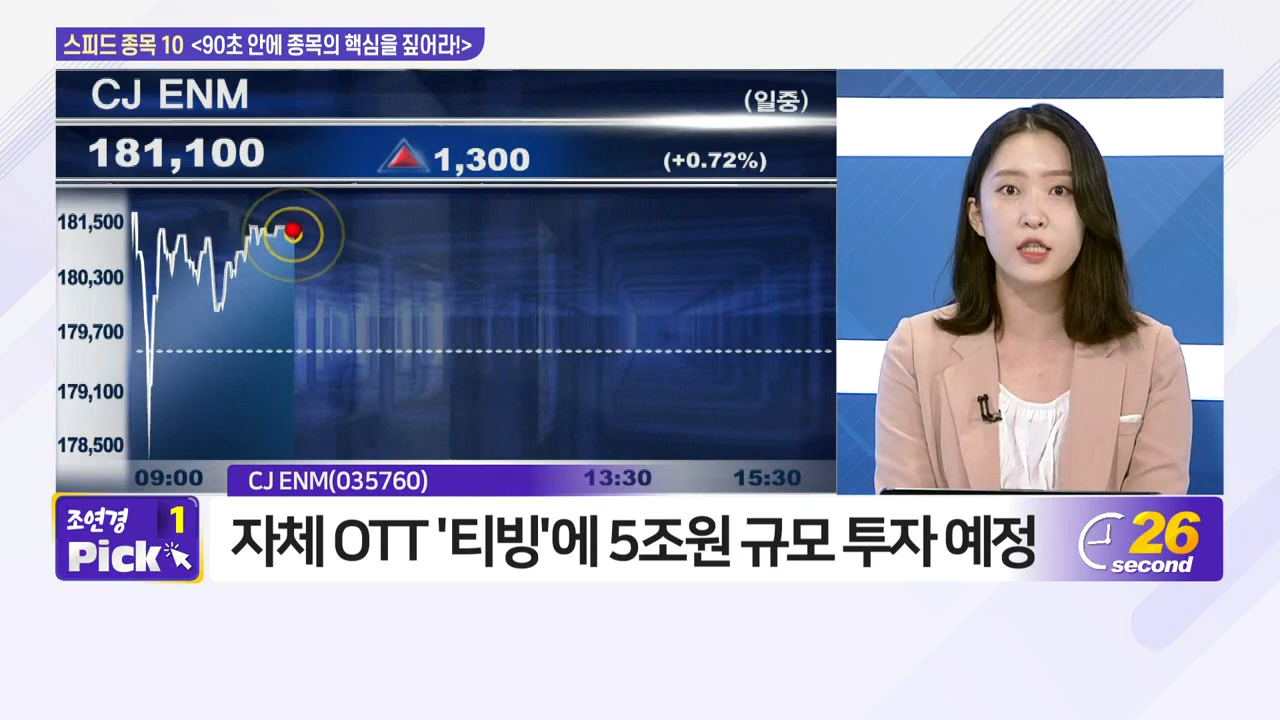 스피드 종목 10 <90초 안에 종목의 핵심을 짚어라!>
CJ ENM
(일중)
181,100 1,300 (+0.72%)
181,500
180,300
179,700
179,100
178,500
09:00 13:30 15:30
CJ ENM(035760)
조연경 1
Pick
자체 OTT '티빙'에 5조원 규모 투자 예정
26
second